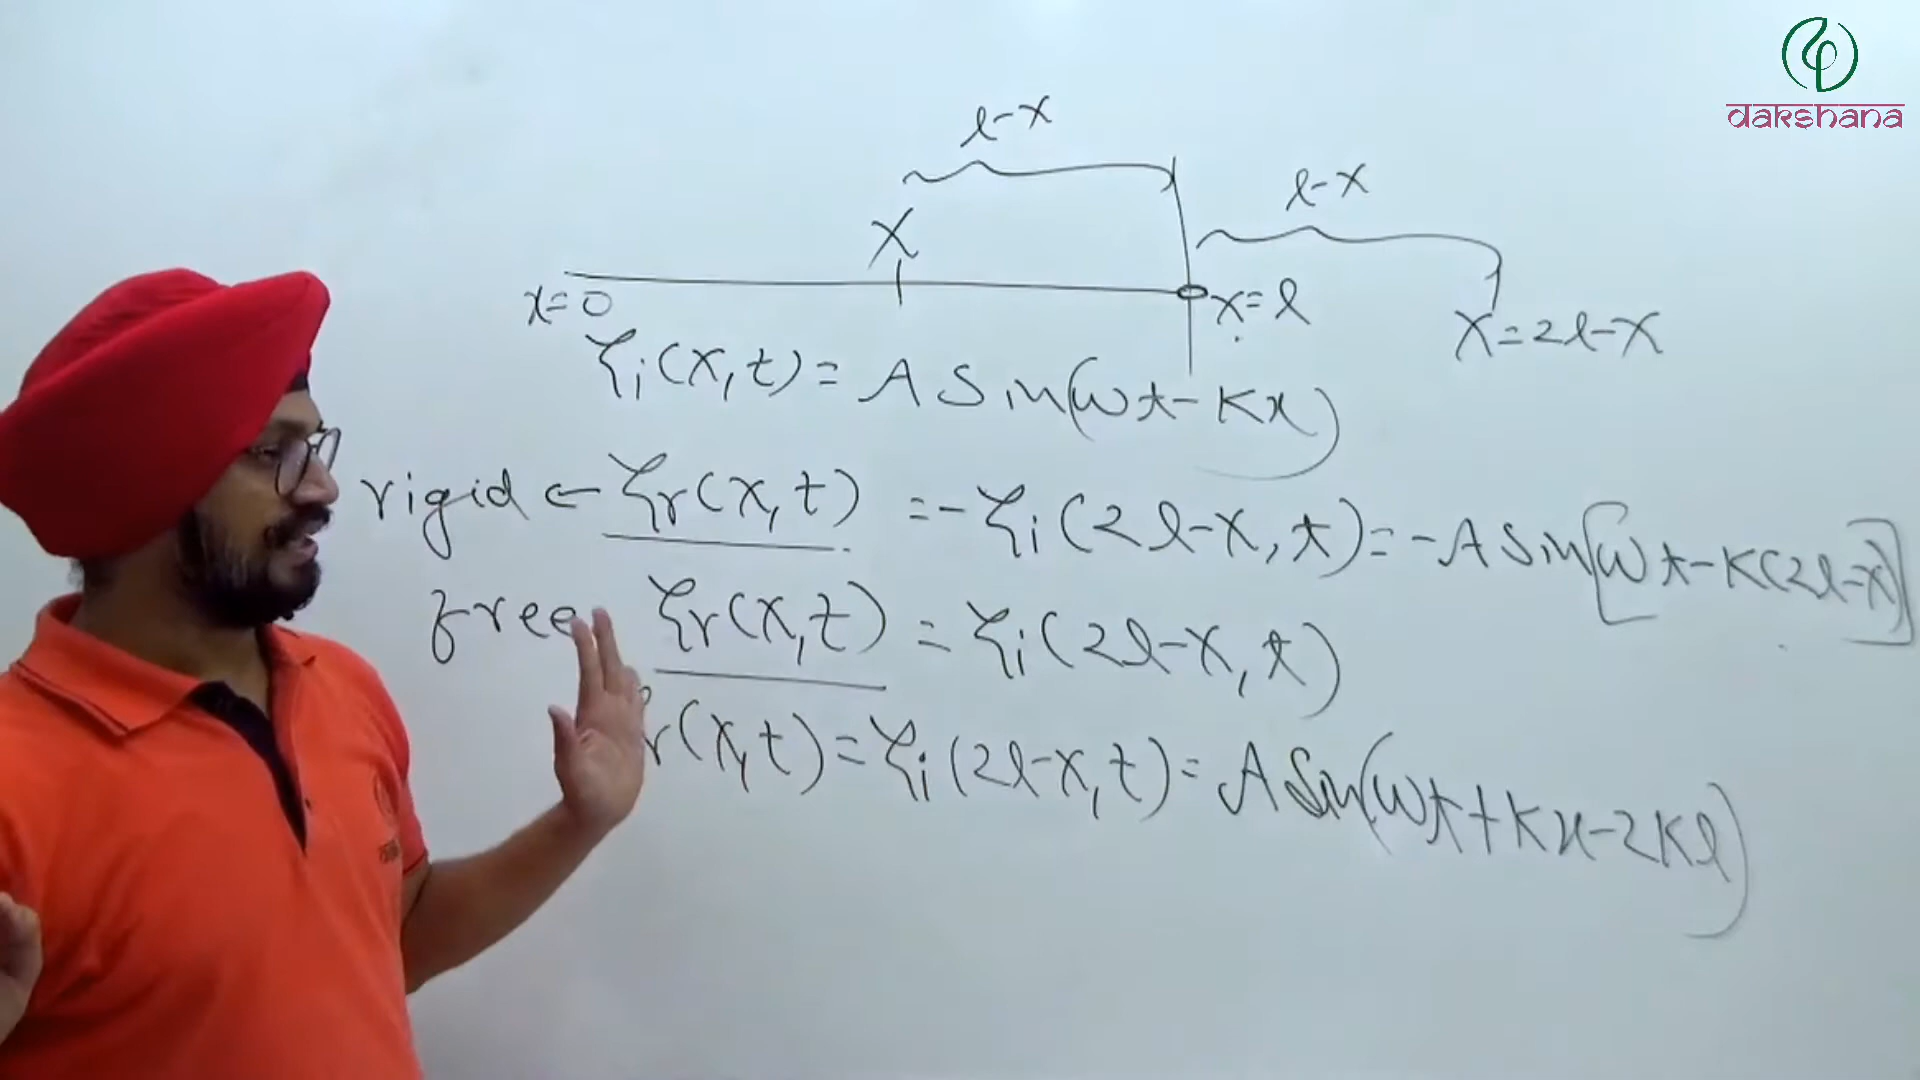 dakshana
l-x
l-x
x
x=0
x=l
x=2l-x
ξi(x,t)= A Sin(ωt-Kx)
rigid ← ξr(x,t) =-ξi(2l-x,t)=-A Sin[ωt-K(2l-x)]
free ξr(x,t) = ξi(2l-x,t)
r(x,t)=ξi(2l-x,t)= A Sin(ωt+Kx-2Kl)